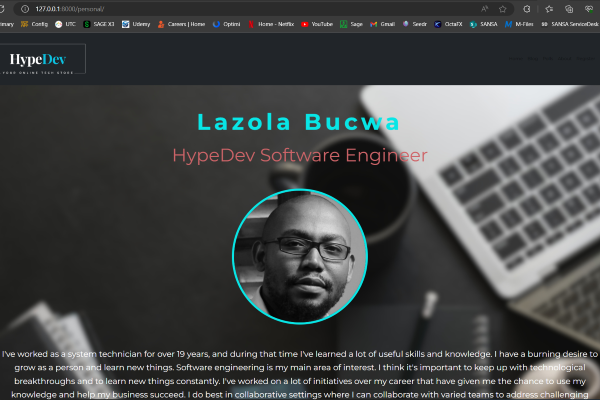 127.0.0.1:8000/personal/
imary Config UTC SAGE X3 Udemy Careers | Home Optimi Home - Netflix YouTube Sage Gmail Seedr OctaFX SANSA M-Files SANSA ServiceDesk
HypeDev
YOUR ONLINE TECH STORE
Lazola Bucwa
HypeDev Software Engineer
I've worked as a system technician for over 19 years, and during that time I've learned a lot of useful skills and knowledge. I have a burning desire to
grow as a person and learn new things. Software engineering is my main area of interest. I think it's important to keep up with technological
breakthroughs and to learn new things constantly. I've worked on a lot of initiatives over my career that have given me the chance to use my
knowledge and help my business succeed. I do best in collaborative settings where I can collaborate with varied teams to address challenging